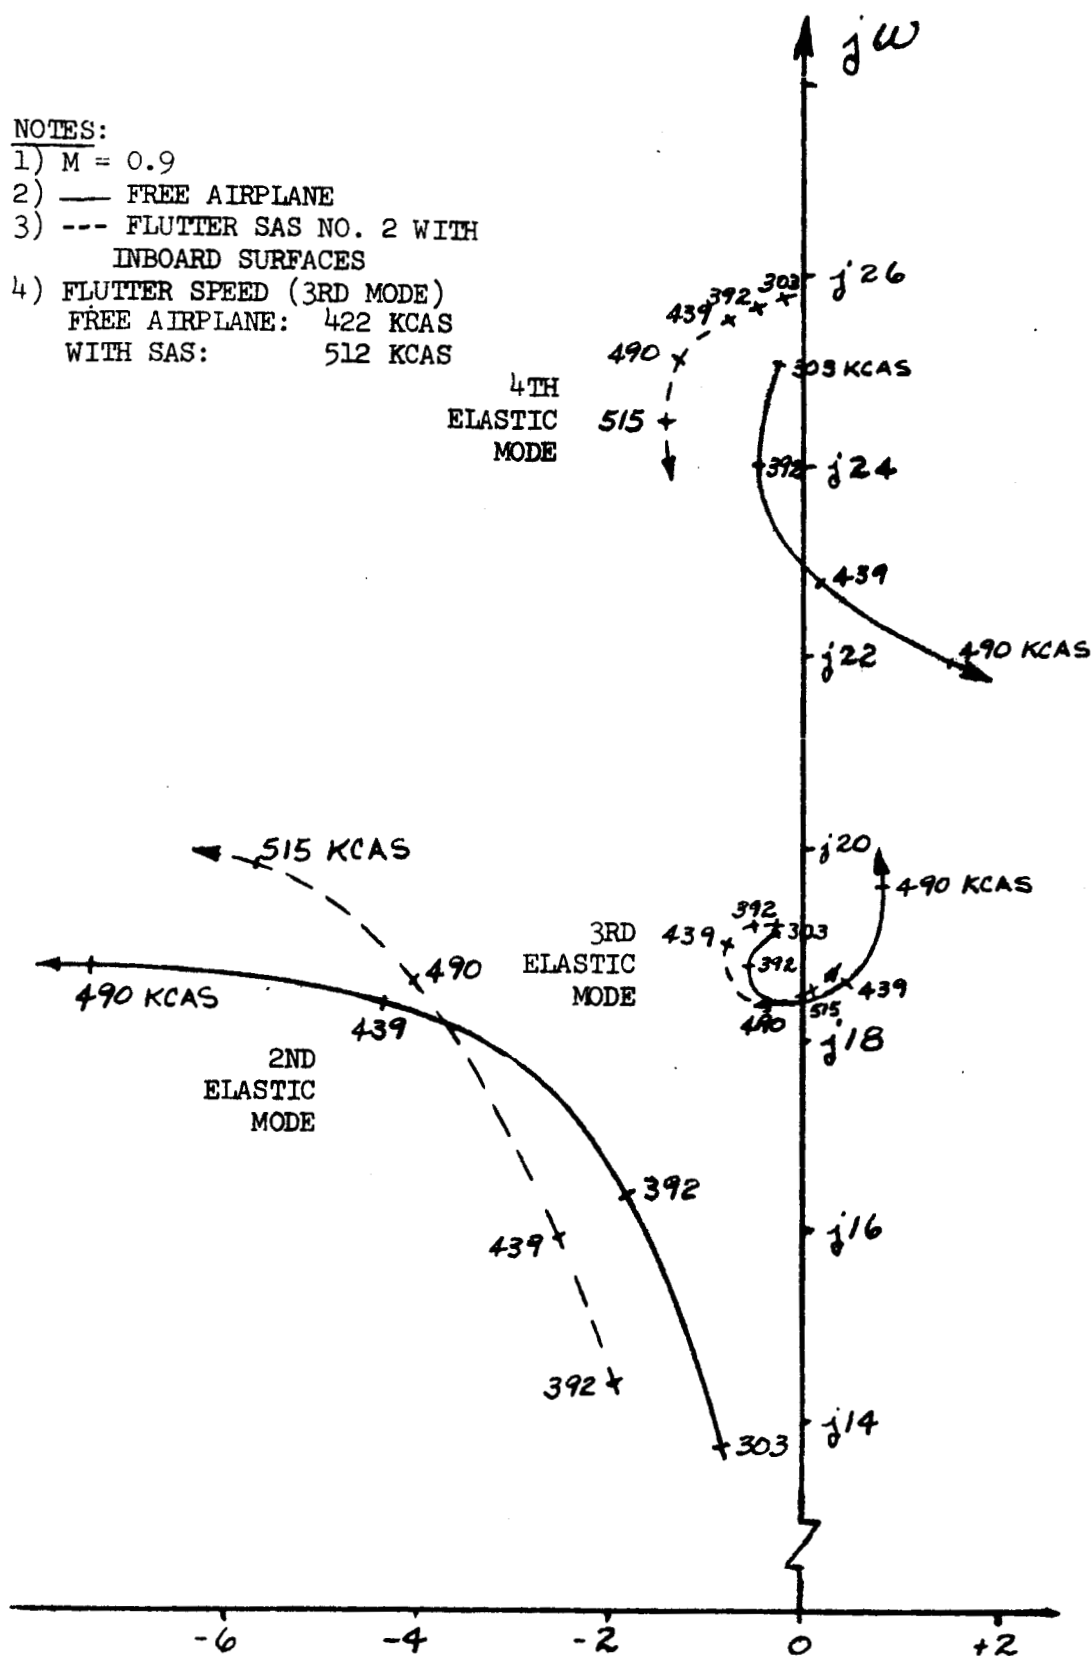 jω
NOTES:
1) M = 0.9
2) — FREE AIRPLANE
3) --- FLUTTER SAS NO. 2 WITH
INBOARD SURFACES
4) FLUTTER SPEED (3RD MODE)
FREE AIRPLANE: 422 KCAS
WITH SAS: 512 KCAS
j26
303
392
439
490
303 KCAS
4TH
ELASTIC
MODE
515
392
j24
439
j22
490 KCAS
j20
515 KCAS
490 KCAS
392
303
439
3RD
ELASTIC
MODE
392
490
439
490
515
490 KCAS
439
j18
2ND
ELASTIC
MODE
392
439
j16
392
j14
303
-6 -4 -2 0 +2